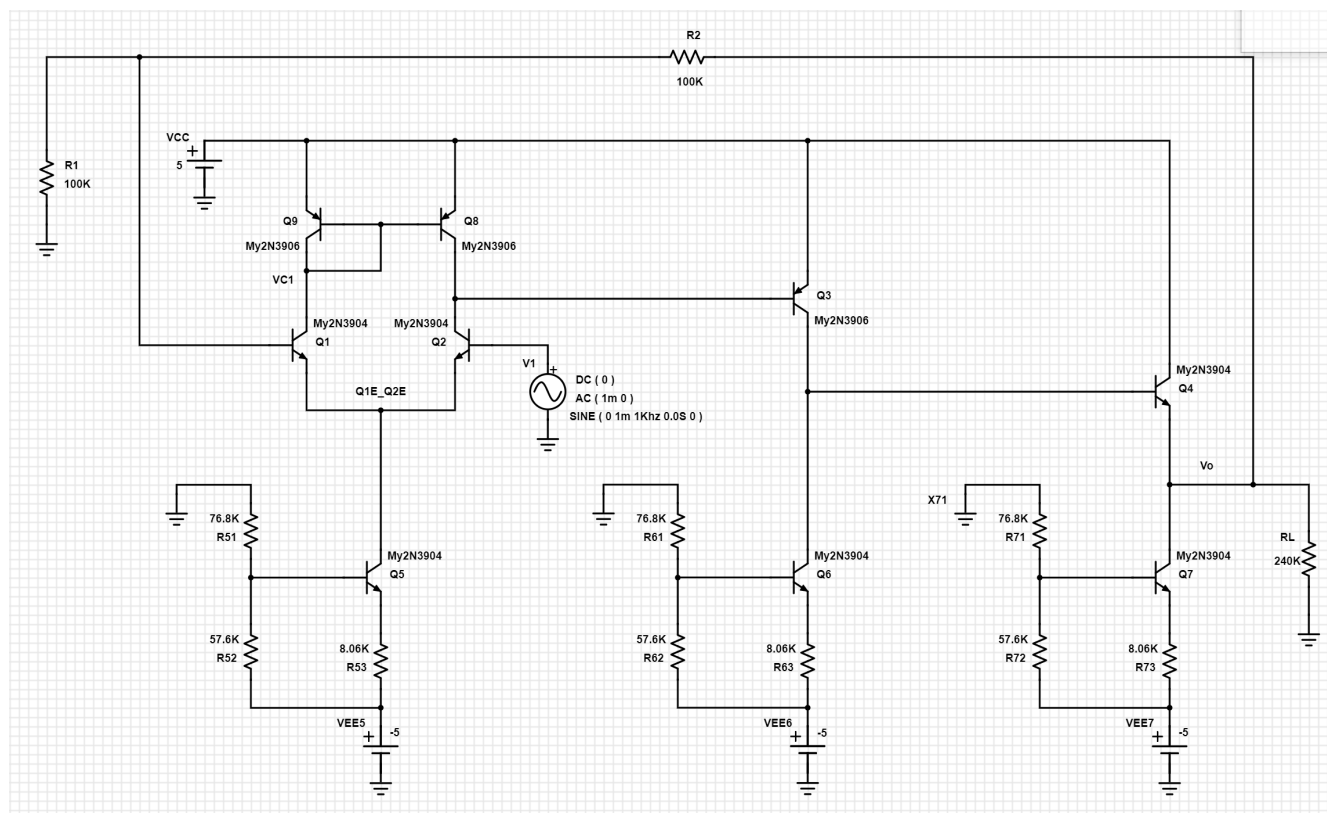 R2
100K
R1
100K
VCC
5
Q9
My2N3906
Q8
My2N3906
VC1
My2N3904
Q1
My2N3904
Q2
Q3
My2N3906
V1
DC ( 0 )
AC ( 1m 0 )
SINE ( 0 1m 1Khz 0.0S 0 )
Q1E_Q2E
My2N3904
Q4
Vo
76.8K
R51
My2N3904
Q5
57.6K
R52
8.06K
R53
VEE5
-5
76.8K
R61
My2N3904
Q6
57.6K
R62
8.06K
R63
VEE6
-5
X71
76.8K
R71
My2N3904
Q7
57.6K
R72
8.06K
R73
VEE7
-5
RL
240K